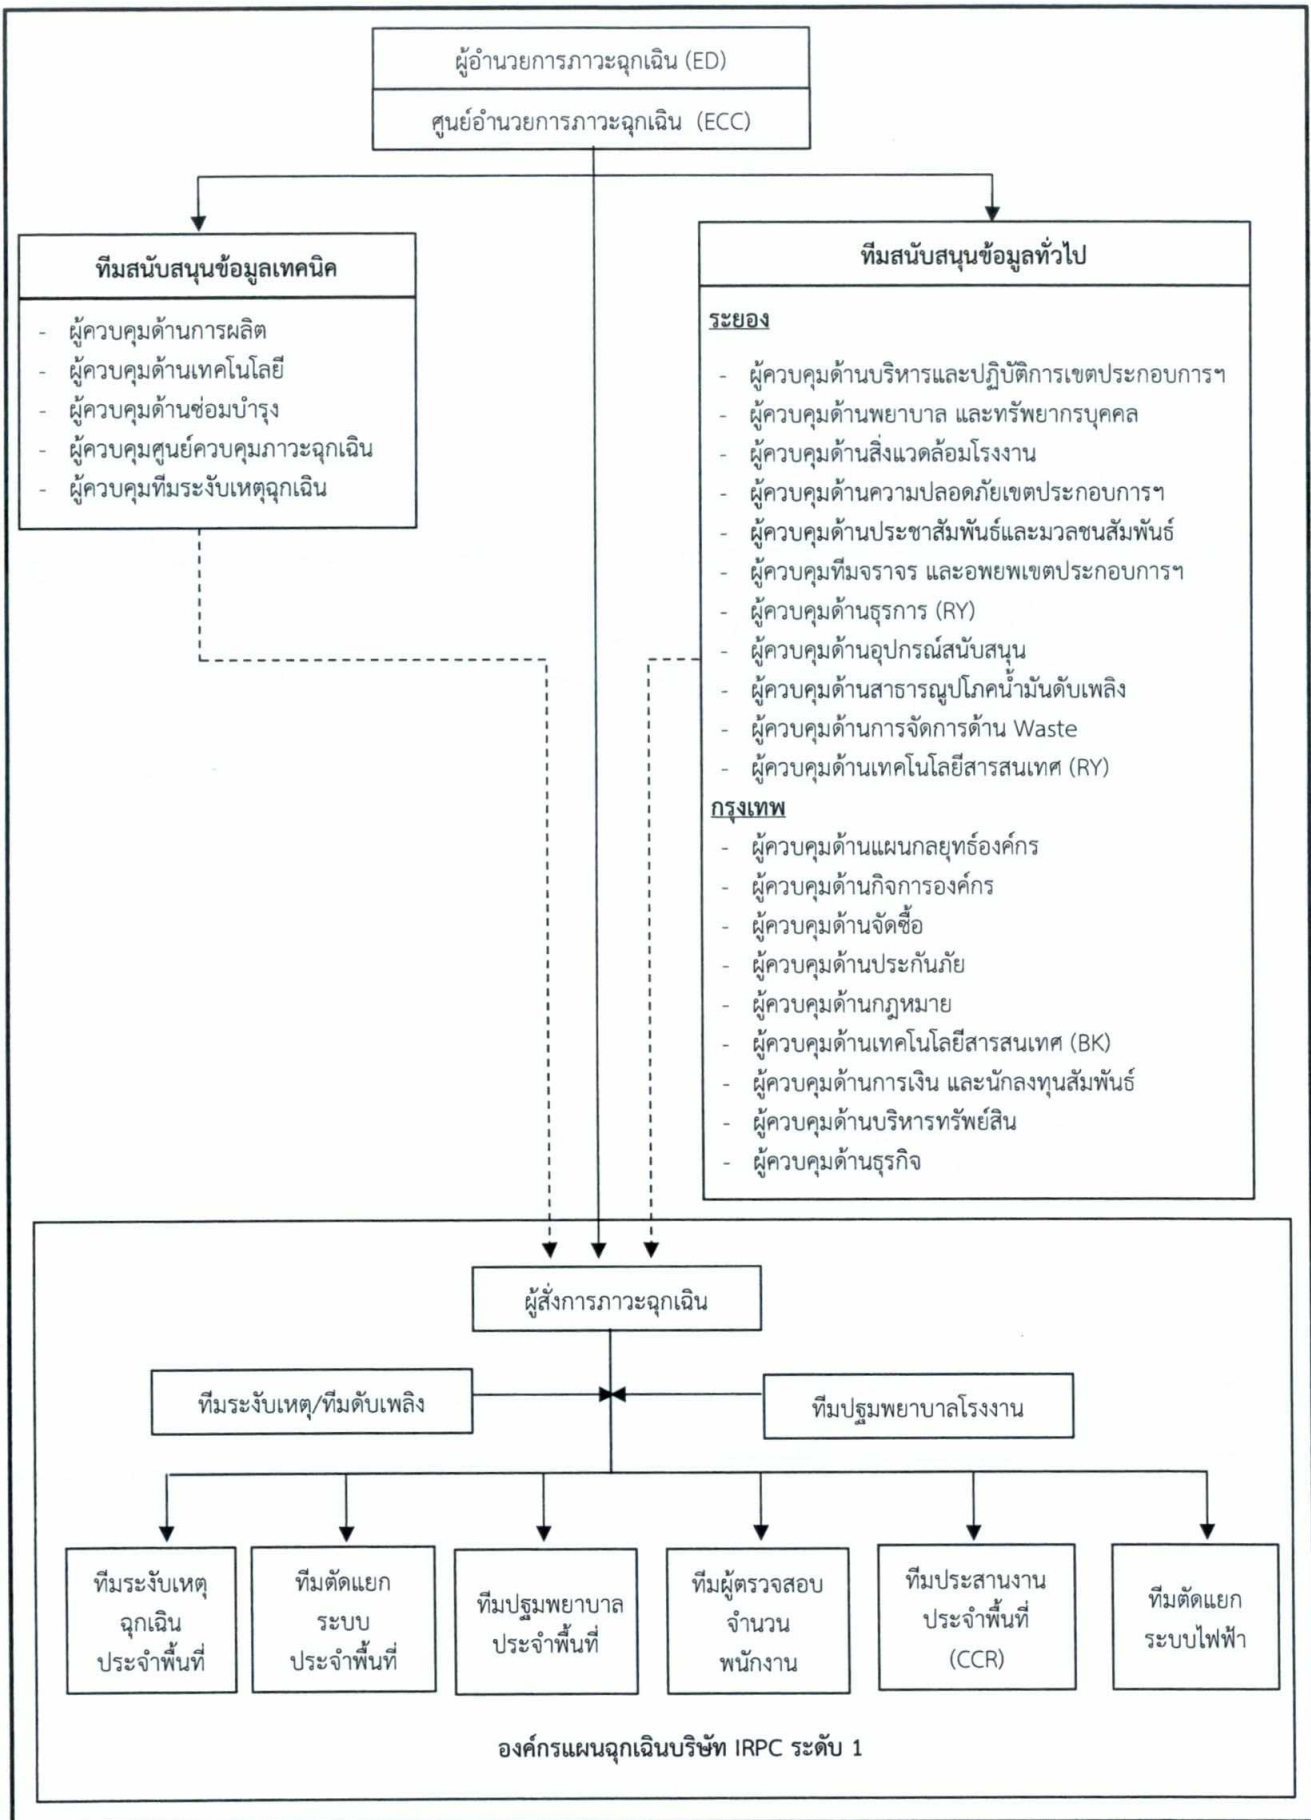 ผู้อำนวยการภาวะฉุกเฉิน (ED)
ศูนย์อำนวยการภาวะฉุกเฉิน (ECC)
ทีมสนับสนุนข้อมูลเทคนิค
- ผู้ควบคุมด้านการผลิต
- ผู้ควบคุมด้านเทคโนโลยี
- ผู้ควบคุมด้านซ่อมบำรุง
- ผู้ควบคุมศูนย์ควบคุมภาวะฉุกเฉิน
- ผู้ควบคุมทีมระงับเหตุฉุกเฉิน
ทีมสนับสนุนข้อมูลทั่วไป
ระยอง
- ผู้ควบคุมด้านบริหารและปฏิบัติการเขตประกอบการฯ
- ผู้ควบคุมด้านพยาบาล และทรัพยากรบุคคล
- ผู้ควบคุมด้านสิ่งแวดล้อมโรงงาน
- ผู้ควบคุมด้านความปลอดภัยเขตประกอบการฯ
- ผู้ควบคุมด้านประชาสัมพันธ์และมวลชนสัมพันธ์
- ผู้ควบคุมทีมจราจร และอพยพเขตประกอบการฯ
- ผู้ควบคุมด้านธุรการ (RY)
- ผู้ควบคุมด้านอุปกรณ์สนับสนุน
- ผู้ควบคุมด้านสาธารณูปโภคน้ำมันดับเพลิง
- ผู้ควบคุมด้านการจัดการด้าน Waste
- ผู้ควบคุมด้านเทคโนโลยีสารสนเทศ (RY)
กรุงเทพ
- ผู้ควบคุมด้านแผนกลยุทธ์องค์กร
- ผู้ควบคุมด้านกิจการองค์กร
- ผู้ควบคุมด้านจัดซื้อ
- ผู้ควบคุมด้านประกันภัย
- ผู้ควบคุมด้านกฎหมาย
- ผู้ควบคุมด้านเทคโนโลยีสารสนเทศ (BK)
- ผู้ควบคุมด้านการเงิน และนักลงทุนสัมพันธ์
- ผู้ควบคุมด้านบริหารทรัพย์สิน
- ผู้ควบคุมด้านธุรกิจ
ผู้สั่งการภาวะฉุกเฉิน
ทีมระงับเหตุ/ทีมดับเพลิง
ทีมปฐมพยาบาลโรงงาน
ทีมระงับเหตุ
ฉุกเฉิน
ประจำพื้นที่
ทีมตัดแยก
ระบบ
ประจำพื้นที่
ทีมปฐมพยาบาล
ประจำพื้นที่
ทีมผู้ตรวจสอบ
จำนวน
พนักงาน
ทีมประสานงาน
ประจำพื้นที่
(CCR)
ทีมตัดแยก
ระบบไฟฟ้า
องค์กรแผนฉุกเฉินบริษัท IRPC ระดับ 1